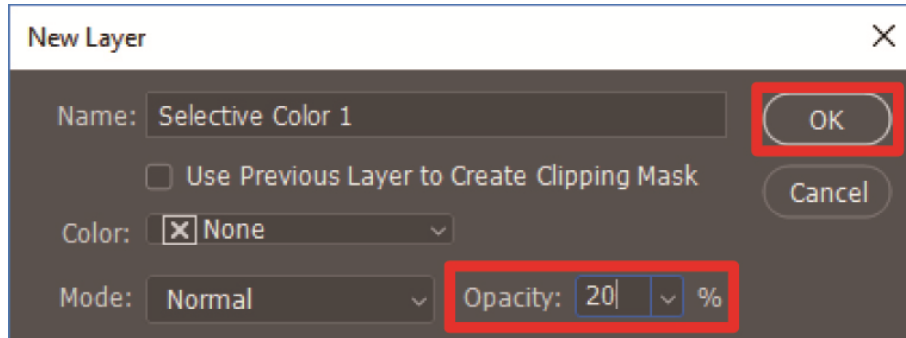 New Layer
Name: Selective Color 1
OK
Use Previous Layer to Create Clipping Mask
Cancel
Color: None
Mode: Normal Opacity: 20 %